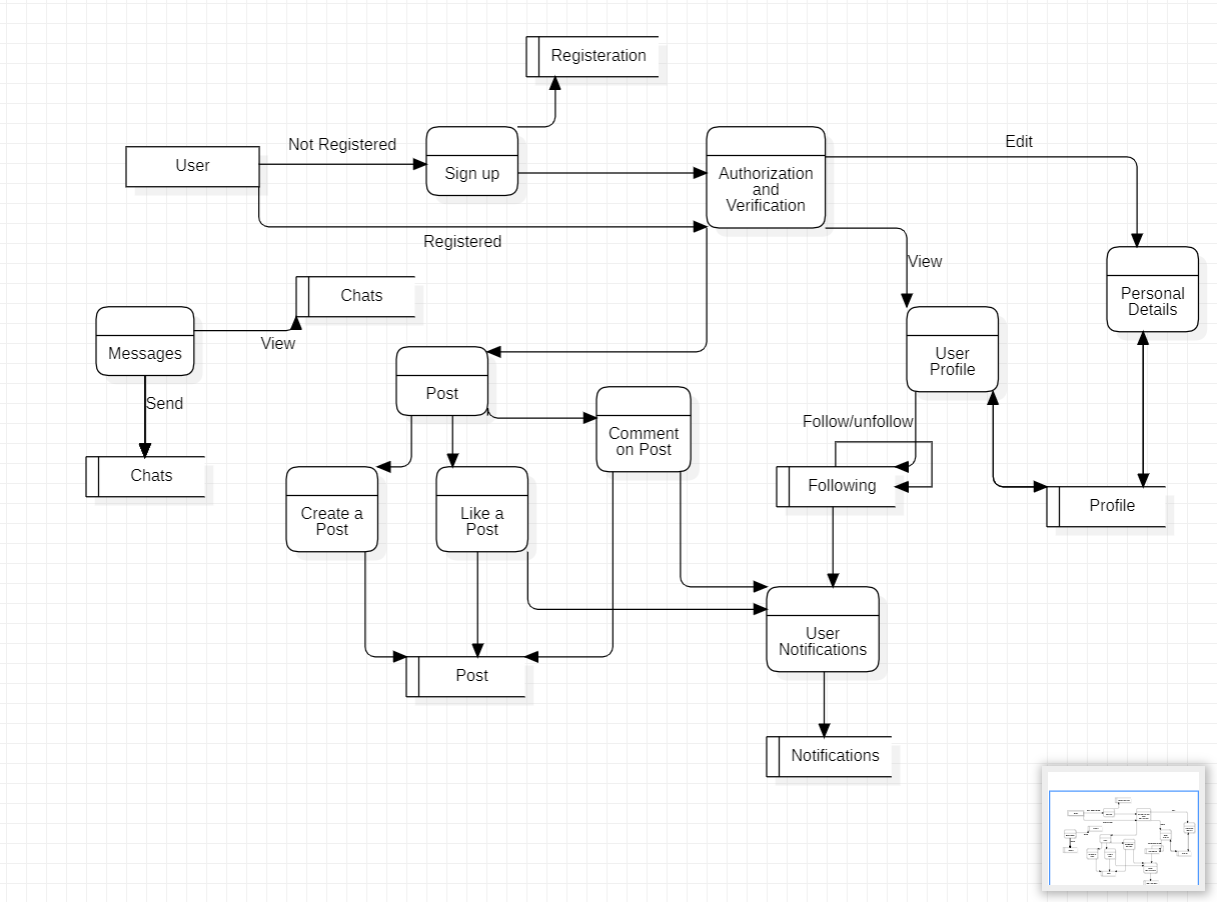 Registeration
Not Registered
User
Sign up
Registered
Authorization
and
Verification
Edit
View
Personal
Details
Chats
Messages
View
Send
Chats
Post
Comment
on Post
Create a
Post
Like a
Post
Post
User
Profile
Follow/unfollow
Following
Profile
User
Notifications
Notifications